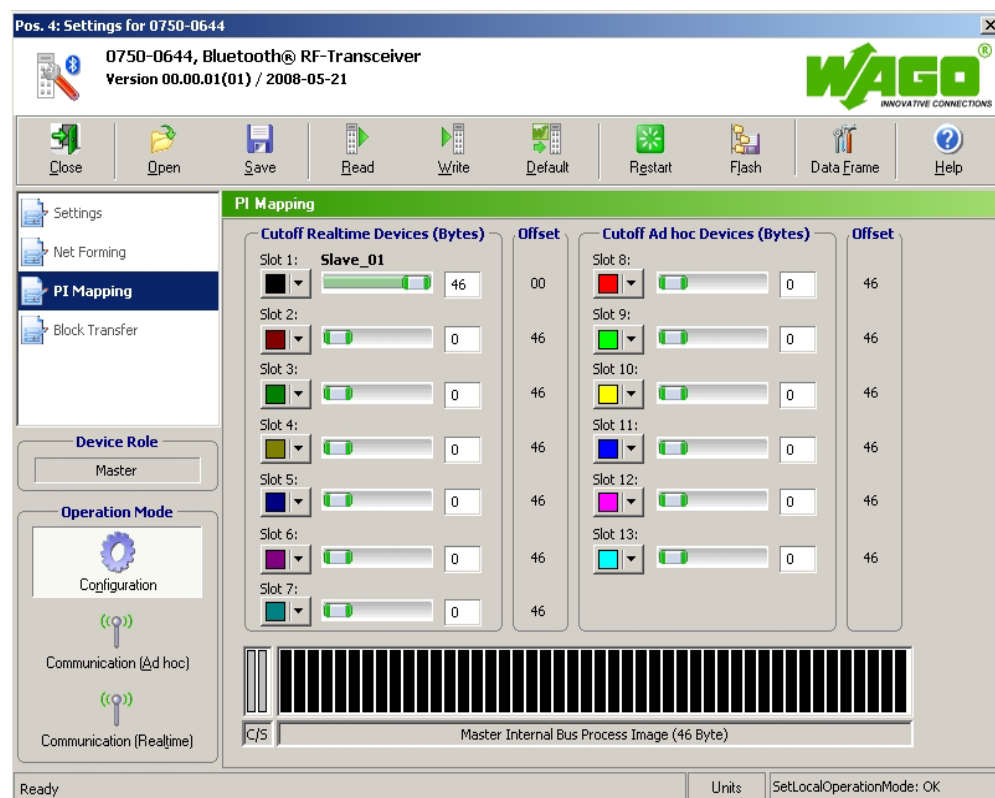 Pos. 4: Settings for 0750-0644
0750-0644, Bluetooth® RF-Transceiver
Version 00.00.01(01) / 2008-05-21
WAGO®
INNOVATIVE CONNECTIONS
Close Open Save Read Write Default Restart Flash Data Frame Help
Settings
Net Forming
PI Mapping
Block Transfer
Device Role
Master
Operation Mode
Configuration
Communication (Ad hoc)
Communication (Realtime)
PI Mapping
Cutoff Realtime Devices (Bytes) Offset Cutoff Ad hoc Devices (Bytes) Offset
Slot 1: Slave_01 Slot 8:
46 00 0 46
Slot 2: Slot 9:
0 46 0 46
Slot 3: Slot 10:
0 46 0 46
Slot 4: Slot 11:
0 46 0 46
Slot 5: Slot 12:
0 46 0 46
Slot 6: Slot 13:
0 46 0 46
Slot 7:
0 46
C/S Master Internal Bus Process Image (46 Byte)
Ready Units SetLocalOperationMode: OK